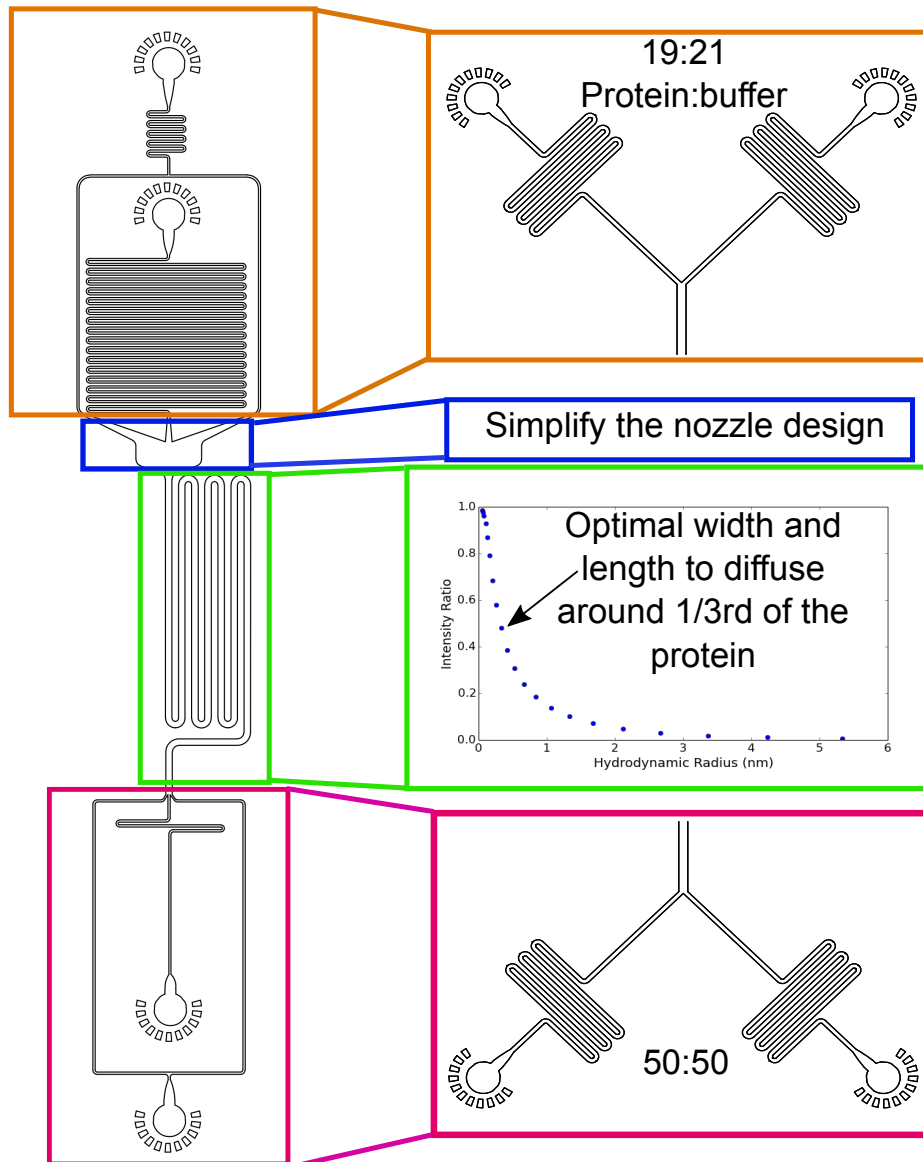 19:21
Protein:buffer
Simplify the nozzle design
1.0
0.8
0.6
0.4
0.2
0.0
Intensity Ratio
Optimal width and
length to diffuse
around 1/3rd of the
protein
0
1
2
3
4
5
6
Hydrodynamic Radius (nm)
50:50